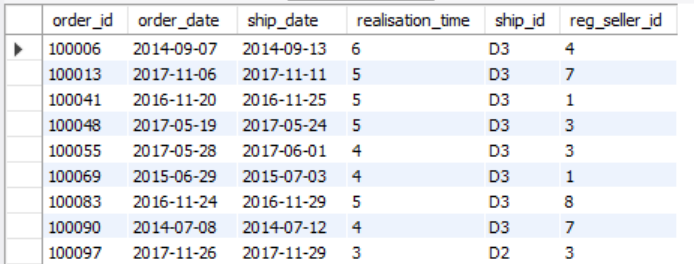 order_id order_date ship_date realisation_time ship_id reg_seller_id
100006 2014-09-07 2014-09-13 6 D3 4
100013 2017-11-06 2017-11-11 5 D3 7
100041 2016-11-20 2016-11-25 5 D3 1
100048 2017-05-19 2017-05-24 5 D3 3
100055 2017-05-28 2017-06-01 4 D3 3
100069 2015-06-29 2015-07-03 4 D3 1
100083 2016-11-24 2016-11-29 5 D3 8
100090 2014-07-08 2014-07-12 4 D3 7
100097 2017-11-26 2017-11-29 3 D2 3